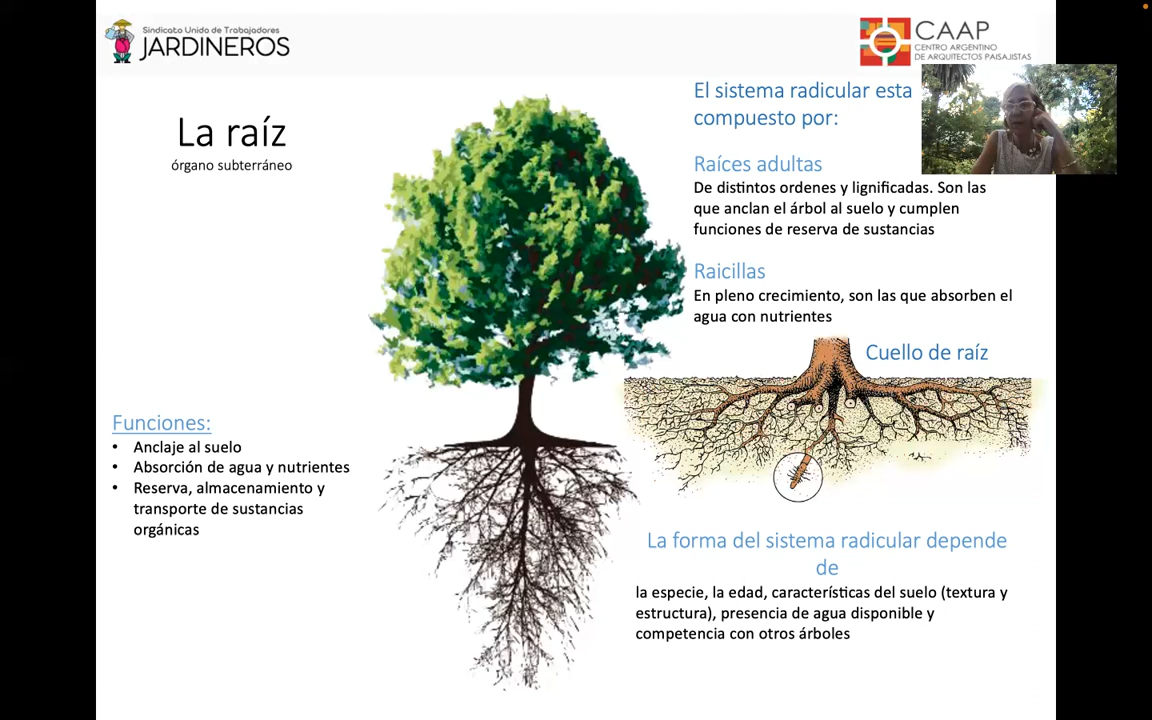 Sindicato Unido de Trabajadores
JARDINEROS
CAAP
CENTRO ARGENTINO
DE ARQUITECTOS PAISAJISTAS
La raíz
órgano subterráneo
Funciones:
• Anclaje al suelo
• Absorción de agua y nutrientes
• Reserva, almacenamiento y
transporte de sustancias
orgánicas
El sistema radicular esta
compuesto por:
Raíces adultas
De distintos ordenes y lignificadas. Son las
que anclan el árbol al suelo y cumplen
funciones de reserva de sustancias
Raicillas
En pleno crecimiento, son las que absorben el
agua con nutrientes
Cuello de raíz
La forma del sistema radicular depende
de
la especie, la edad, características del suelo (textura y
estructura), presencia de agua disponible y
competencia con otros árboles